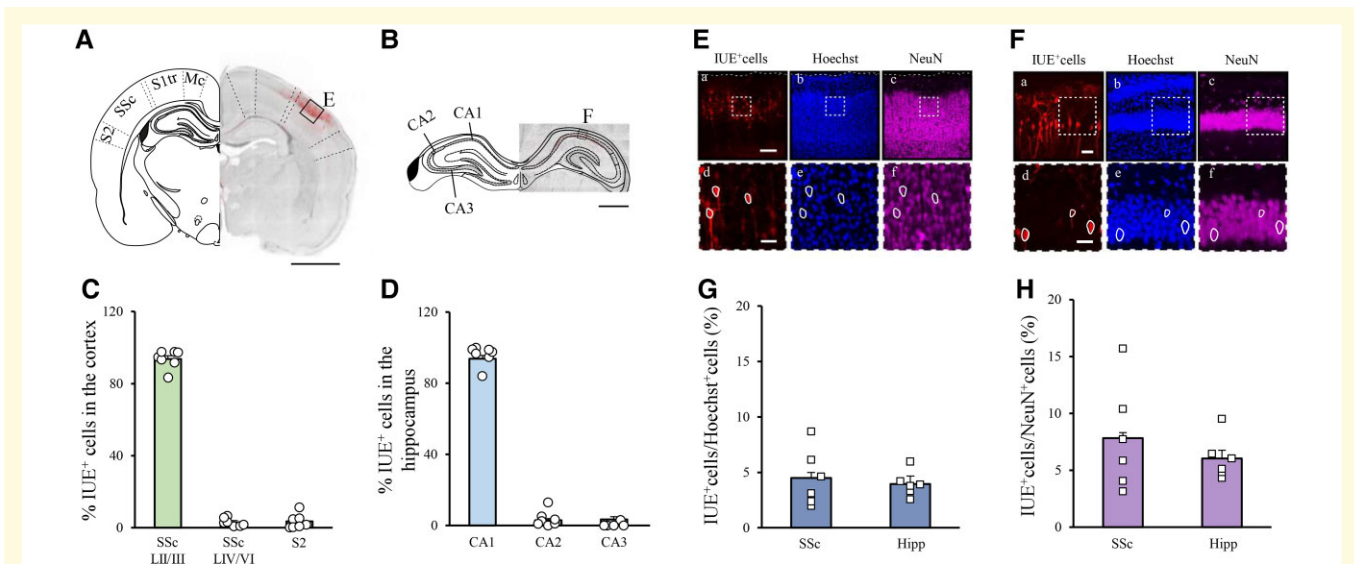 A
S2
SSc
S1tr
Mc
E
B
CA2
CA1
CA3
F
E
IUE⁺cells
Hoechst
NeuN
a
b
c
d
e
f
F
IUE⁺cells
Hoechst
NeuN
a
b
c
d
e
f
C
% IUE⁺ cells in the cortex
120
80
40
0
SSc
LII/III
SSc
LIV/VI
S2
D
% IUE⁺ cells in the
hippocampus
120
80
40
0
CA1
CA2
CA3
G
IUE⁺cells/Hoechst⁺cells (%)
20
15
10
5
0
SSc
Hipp
H
IUE⁺cells/NeuN⁺cells (%)
20
15
10
5
0
SSc
Hipp